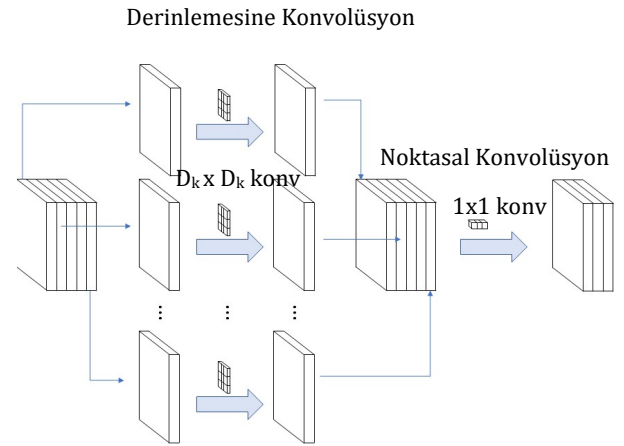 Derinlemesine Konvolüsyon
Noktasal Konvolüsyon
Dₖ x Dₖ konv
1x1 konv